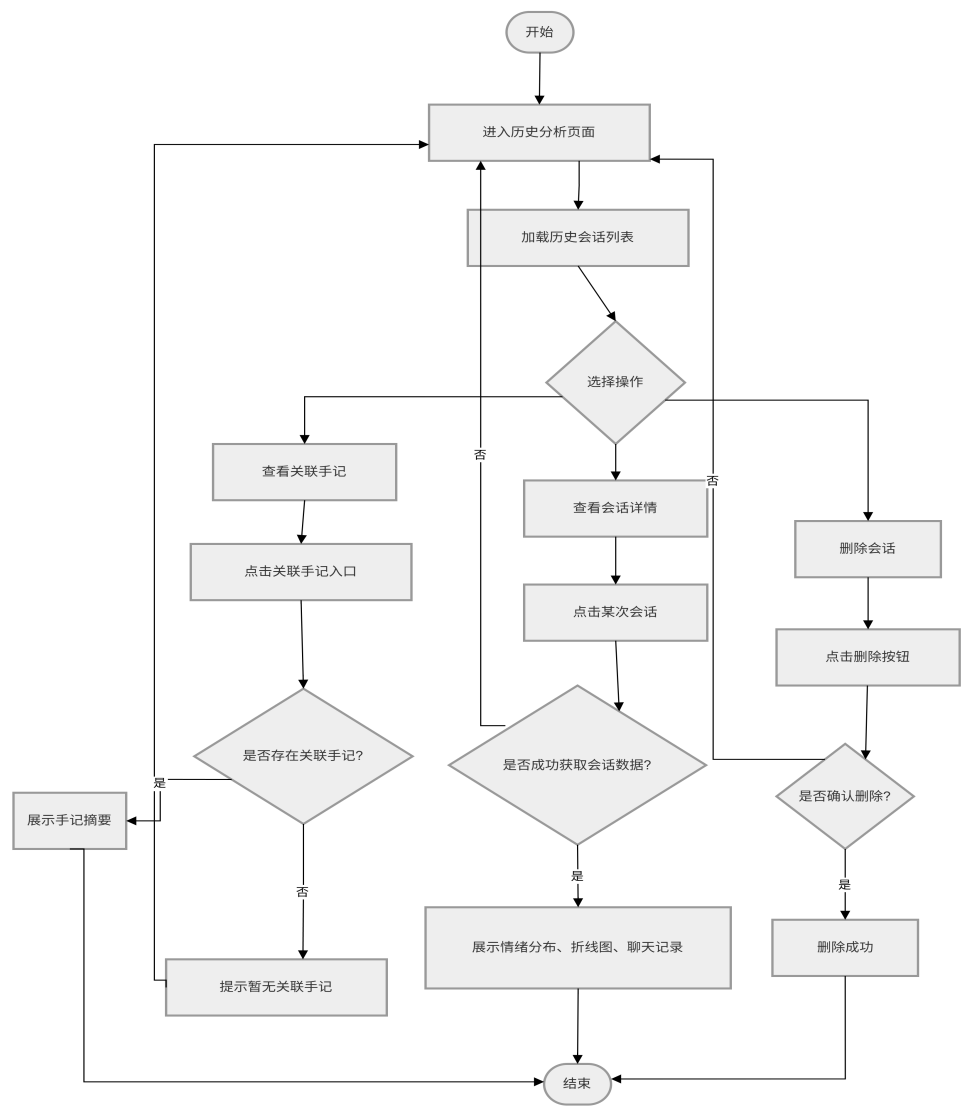 开始
进入历史分析页面
加载历史会话列表
选择操作
否
查看关联手记
否
查看会话详情
删除会话
点击关联手记入口
点击某次会话
点击删除按钮
是否存在关联手记?
是否成功获取会话数据?
是
是否确认删除?
展示手记摘要
是
是
否
展示情绪分布、折线图、聊天记录
删除成功
提示暂无关联手记
结束